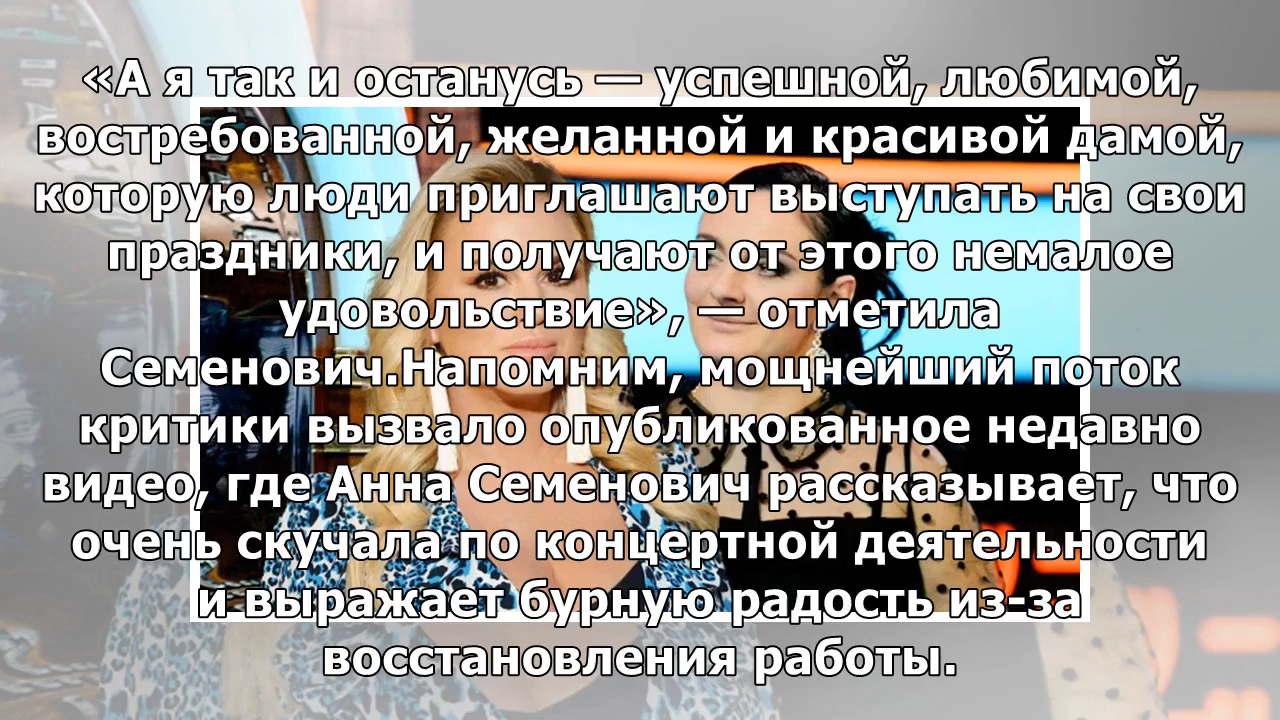 «А я так и останусь — успешной, любимой,
востребованной, желанной и красивой дамой,
которую люди приглашают выступать на свои
праздники, и получают от этого немалое
удовольствие», — отметила
Семенович.Напомним, мощнейший поток
критики вызвало опубликованное недавно
видео, где Анна Семенович рассказывает, что
очень скучала по концертной деятельности
и выражает бурную радость из-за
восстановления работы.